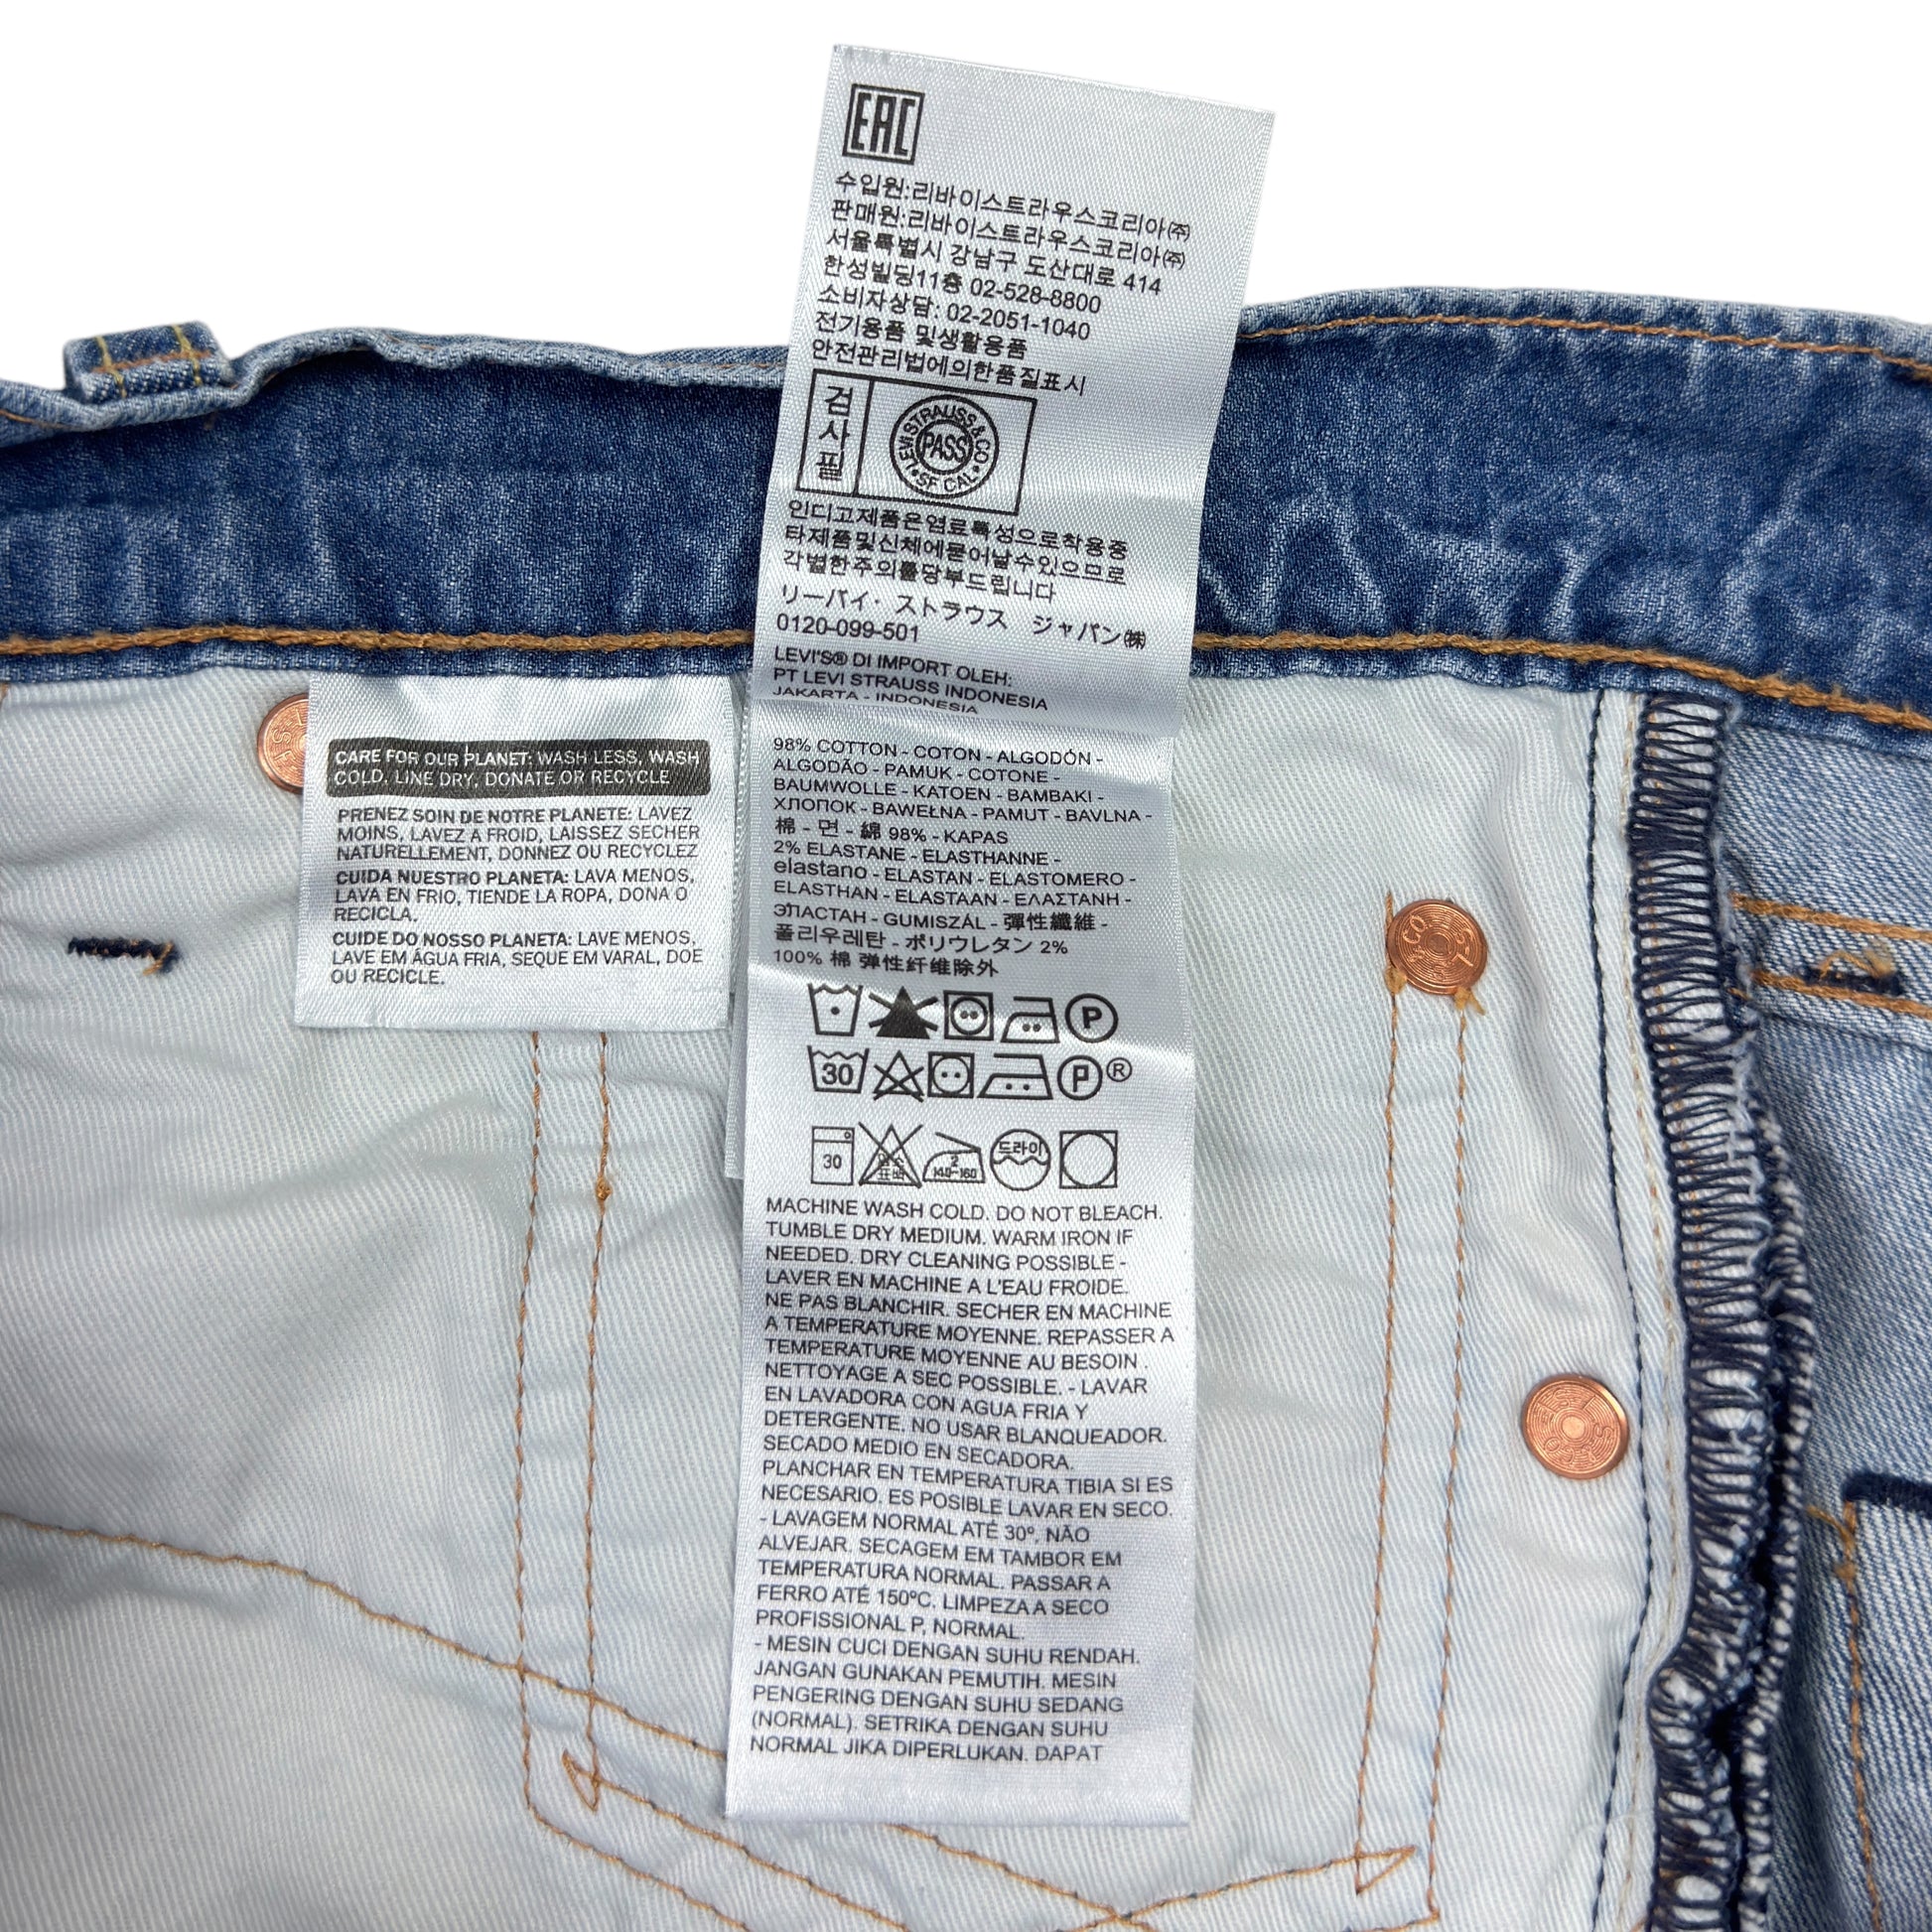 EAC
수입원:리바이스트라우스코리아㈜
판매원:리바이스트라우스코리아㈜
서울특별시 강남구 도산대로 414
한성빌딩11층 02-528-8800
소비자상담: 02-2051-1040
전기용품 및생활용품
안전관리법에의한품질표시
검사필
LEVI STRAUSS & CO
PASS
SF CAL
인디고제품은염료특성으로착용중
타제품및신체에묻어날수있으므로
각별한주의를당부드립니다
リーバイ・ストラウス ジャパン㈱
0120-099-501
LEVI'S® DI IMPORT OLEH:
PT LEVI STRAUSS INDONESIA
JAKARTA - INDONESIA
CARE FOR OUR PLANET: WASH LESS, WASH
COLD, LINE DRY, DONATE OR RECYCLE
PRENEZ SOIN DE NOTRE PLANETE: LAVEZ
MOINS, LAVEZ A FROID, LAISSEZ SECHER
NATURELLEMENT, DONNEZ OU RECYCLEZ
CUIDA NUESTRO PLANETA: LAVA MENOS,
LAVA EN FRIO, TIENDE LA ROPA, DONA O
RECICLA.
CUIDE DO NOSSO PLANETA: LAVE MENOS,
LAVE EM ÁGUA FRIA, SEQUE EM VARAL, DOE
OU RECICLE.
98% COTTON - COTON - ALGODÓN -
ALGODÃO - PAMUK - COTONE -
BAUMWOLLE - KATOEN - BAMBAKI -
ХЛОПОК - BAWEŁNA - PAMUT - BAVLNA -
棉 - 면 - 綿 98% - KAPAS
2% ELASTANE - ELASTHANNE -
elastano - ELASTAN - ELASTOMERO -
ELASTHAN - ELASTAAN - ΕΛΑΣΤΑΝΗ -
ЭЛАСТАН - GUMISZÁL - 彈性纖維 -
폴리우레탄 - ポリウレタン 2%
100% 棉 弹性纤维除外
P
30 P ®
30 염소표백 2 140~160 드라이
MACHINE WASH COLD. DO NOT BLEACH.
TUMBLE DRY MEDIUM. WARM IRON IF
NEEDED. DRY CLEANING POSSIBLE -
LAVER EN MACHINE A L'EAU FROIDE.
NE PAS BLANCHIR. SECHER EN MACHINE
A TEMPERATURE MOYENNE. REPASSER A
TEMPERATURE MOYENNE AU BESOIN .
NETTOYAGE A SEC POSSIBLE. - LAVAR
EN LAVADORA CON AGUA FRIA Y
DETERGENTE. NO USAR BLANQUEADOR.
SECADO MEDIO EN SECADORA.
PLANCHAR EN TEMPERATURA TIBIA SI ES
NECESARIO. ES POSIBLE LAVAR EN SECO.
- LAVAGEM NORMAL ATÉ 30º, NÃO
ALVEJAR. SECAGEM EM TAMBOR EM
TEMPERATURA NORMAL. PASSAR A
FERRO ATÉ 150ºC. LIMPEZA A SECO
PROFISSIONAL P, NORMAL.
- MESIN CUCI DENGAN SUHU RENDAH.
JANGAN GUNAKAN PEMUTIH. MESIN
PENGERING DENGAN SUHU SEDANG
(NORMAL). SETRIKA DENGAN SUHU
NORMAL JIKA DIPERLUKAN. DAPAT